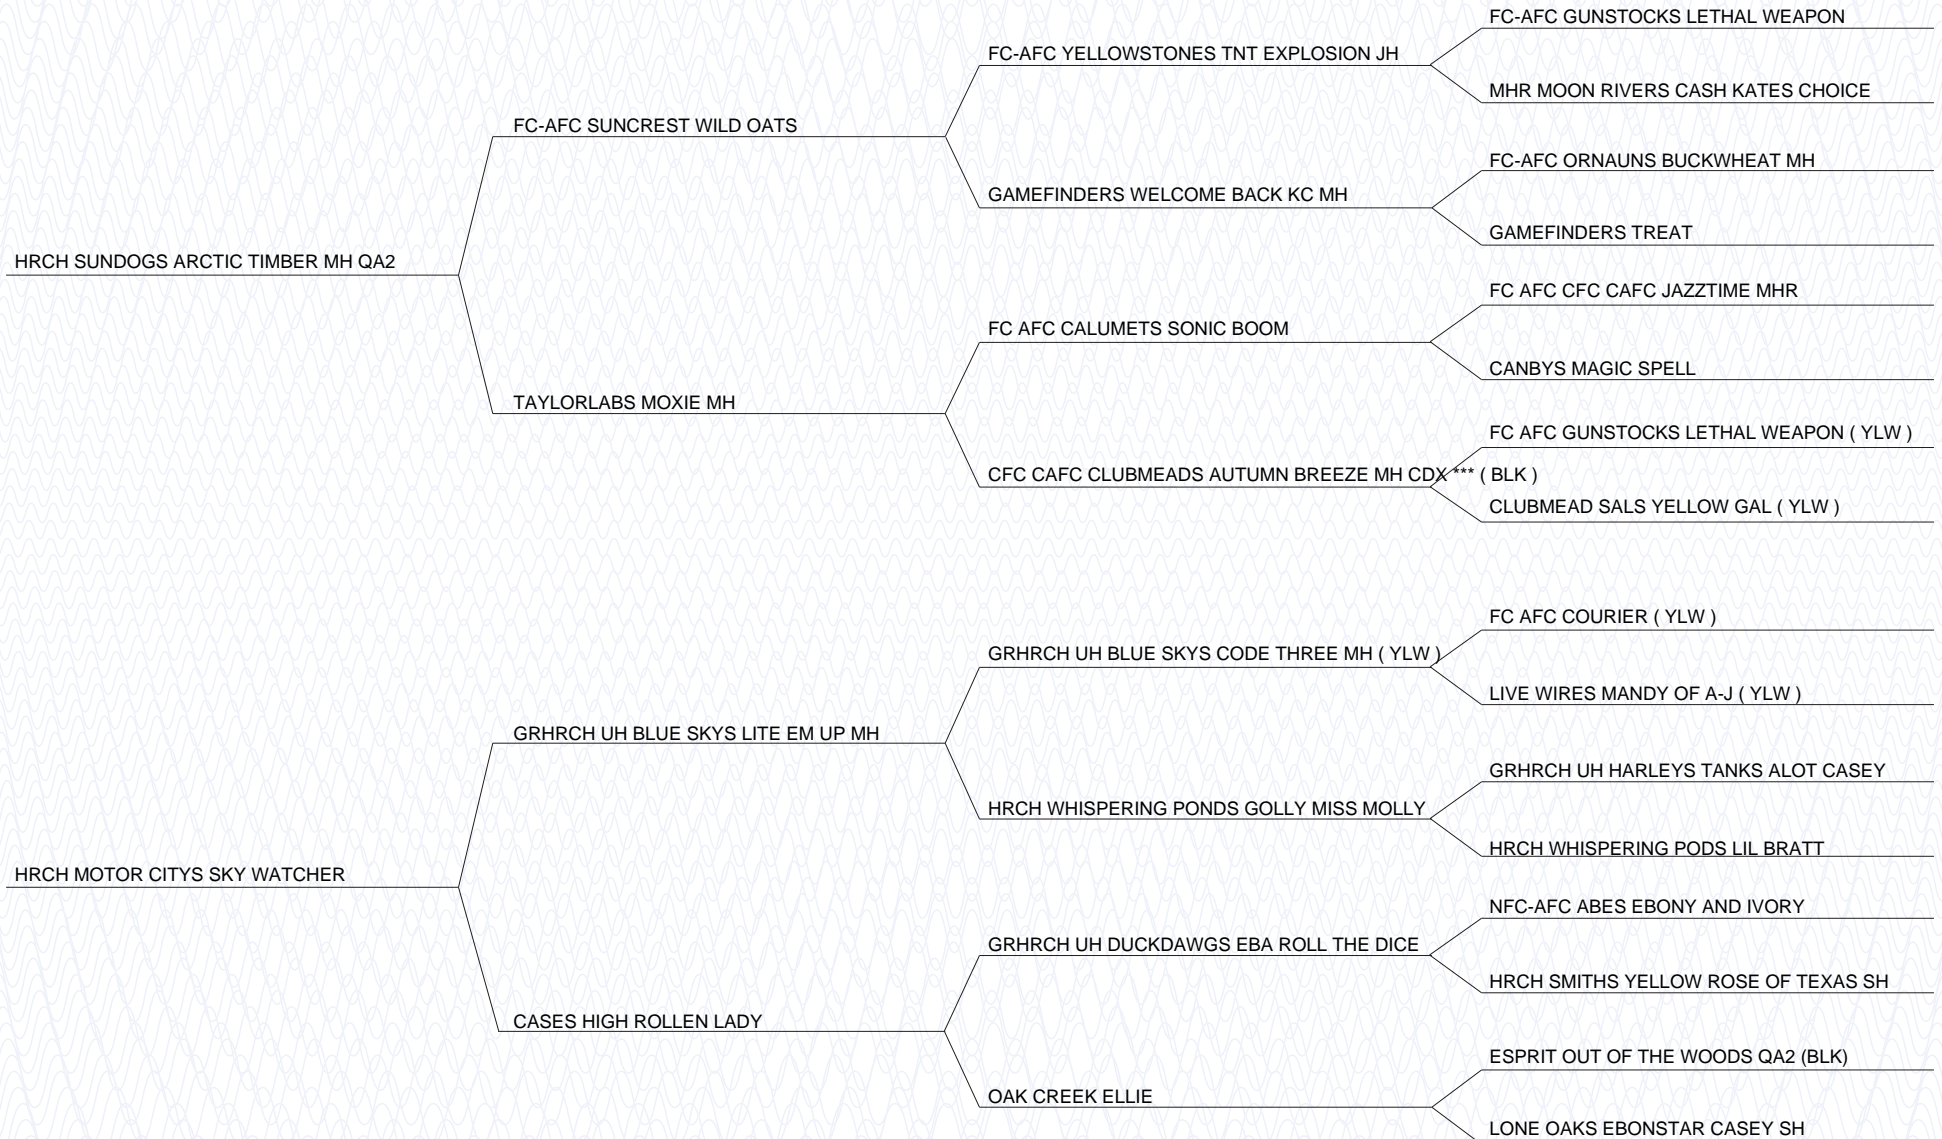 FC-AFC GUNSTOCKS LETHAL WEAPON
FC-AFC YELLOWSTONES TNT EXPLOSION JH
MHR MOON RIVERS CASH KATES CHOICE
FC-AFC SUNCREST WILD OATS
FC-AFC ORNAUNS BUCKWHEAT MH
GAMEFINDERS WELCOME BACK KC MH
GAMEFINDERS TREAT
HRCH SUNDOGS ARCTIC TIMBER MH QA2
FC AFC CFC CAFC JAZZTIME MHR
FC AFC CALUMETS SONIC BOOM
CANBYS MAGIC SPELL
TAYLORLABS MOXIE MH
FC AFC GUNSTOCKS LETHAL WEAPON ( YLW )
CFC CAFC CLUBMEADS AUTUMN BREEZE MH CDX *** ( BLK )
CLUBMEAD SALS YELLOW GAL ( YLW )
FC AFC COURIER ( YLW )
GRHRCH UH BLUE SKYS CODE THREE MH ( YLW )
LIVE WIRES MANDY OF A-J ( YLW )
GRHRCH UH BLUE SKYS LITE EM UP MH
GRHRCH UH HARLEYS TANKS ALOT CASEY
HRCH WHISPERING PONDS GOLLY MISS MOLLY
HRCH WHISPERING PODS LIL BRATT
HRCH MOTOR CITYS SKY WATCHER
NFC-AFC ABES EBONY AND IVORY
GRHRCH UH DUCKDAWGS EBA ROLL THE DICE
HRCH SMITHS YELLOW ROSE OF TEXAS SH
CASES HIGH ROLLEN LADY
ESPRIT OUT OF THE WOODS QA2 (BLK)
OAK CREEK ELLIE
LONE OAKS EBONSTAR CASEY SH